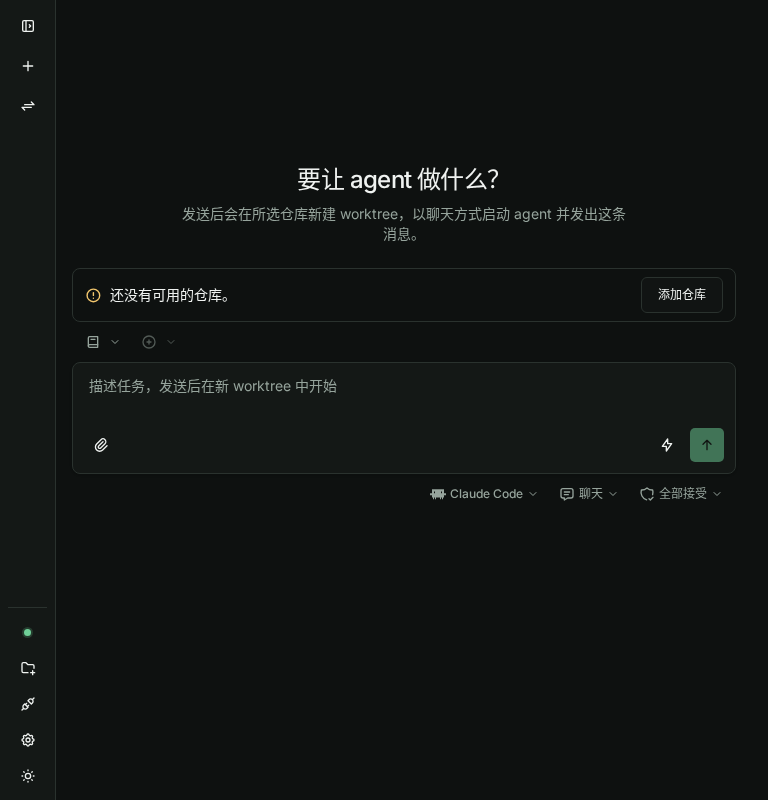 要让 agent 做什么?
发送后会在所选仓库新建 worktree，以聊天方式启动 agent 并发出这条
消息。
还没有可用的仓库。
添加仓库
描述任务，发送后在新 worktree 中开始
Claude Code
聊天
全部接受